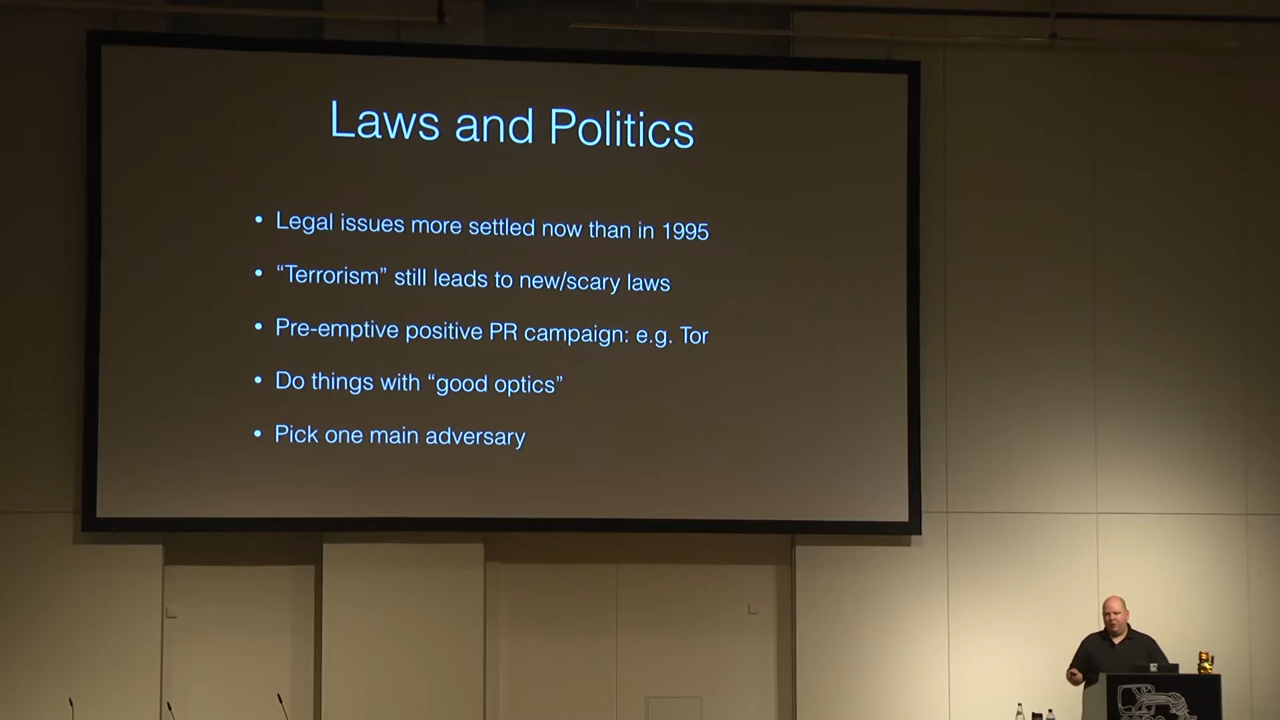 Laws and Politics
• Legal issues more settled now than in 1995
• “Terrorism” still leads to new/scary laws
• Pre-emptive positive PR campaign: e.g. Tor
• Do things with “good optics”
• Pick one main adversary